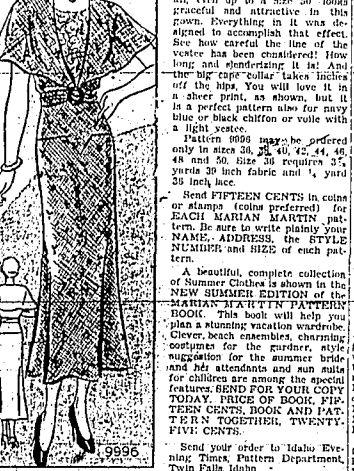 an, even up to a size 50 looks
graceful and attractive in this
gown. Everything in it was de-
signed to accomplish that effect.
See how careful the line of the
vestee has been considered! How
long and slenderizing it is! And
the big cape collar takes inches
off the hips. You will love it in
a sheer print, as shown, but it
is a perfect pattern also for navy
blue or black chiffon or voile with
a light vestee.
Pattern 9996 may be ordered
only in sizes 36, 38, 40, 42, 44, 46,
48 and 50. Size 36 requires
yards 39 inch fabric and ¼ yard
36 inch lace.
Send FIFTEEN CENTS in coins
or stamps (coins preferred) for
EACH MARIAN MARTIN pat-
tern. Be sure to write plainly your
NAME, ADDRESS, the STYLE
NUMBER and SIZE of each pat-
tern.
A beautiful, complete collection
of Summer Clothes is shown in the
NEW SUMMER EDITION of the
MARIAN MARTIN PATTERN
BOOK. This book will help you
plan a stunning vacation wardrobe.
Clever beach ensembles, charming
costumes for the gardner, style
suggestion for the summer bride
and her attendants and sun suits
for children are among the special
features. SEND FOR YOUR COPY
TODAY. PRICE OF BOOK, FIF-
TEEN CENTS. BOOK AND PAT-
TERN TOGETHER, TWENTY-
FIVE CENTS.
Send your order to Idaho Eve-
ning Times, Pattern Department,
Twin Falls, Idaho
9996